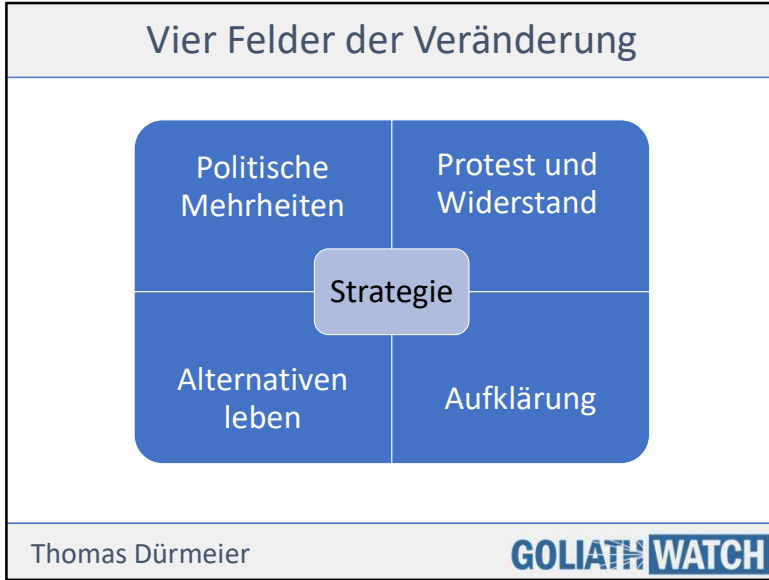 Vier Felder der Veränderung
Politische
Mehrheiten
Protest und
Widerstand
Strategie
Alternativen
leben
Aufklärung
Thomas Dürmeier
GOLIATH WATCH